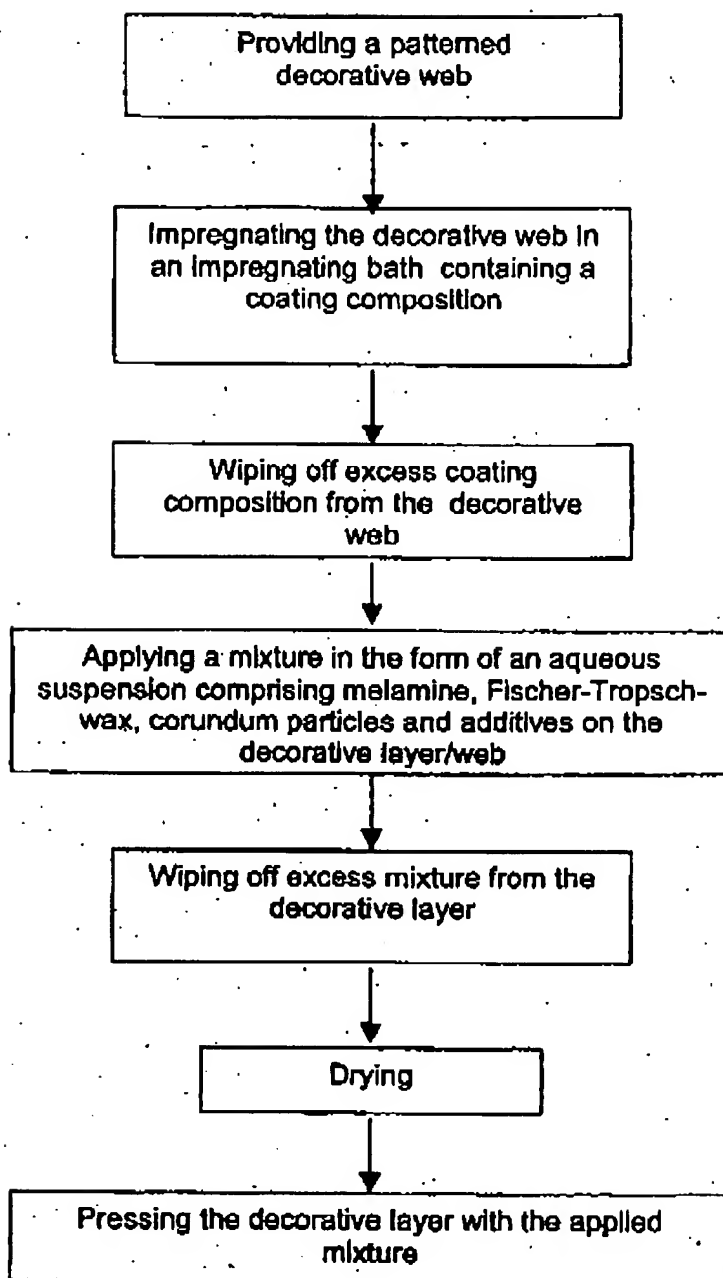 Providing a patterned
decorative web
Impregnating the decorative web in
an impregnating bath containing a
coating composition
Wiping off excess coating
composition from the decorative
web
Applying a mixture in the form of an aqueous
suspension comprising melamine, Fischer-Tropsch-
wax, corundum particles and additives on the
decorative layer/web
Wiping off excess mixture from the
decorative layer
Drying
Pressing the decorative layer with the applied
mixture